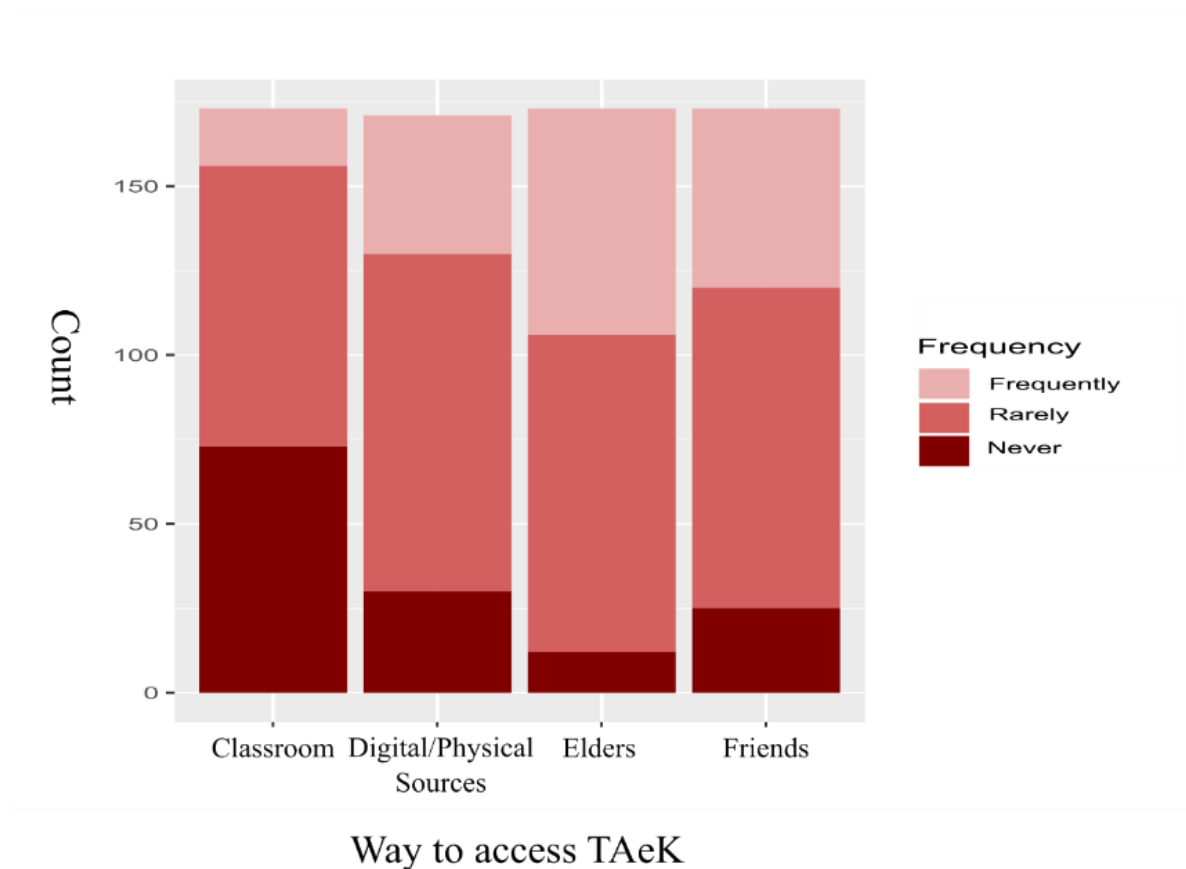 150
100
50
0
Count
Classroom
Digital/Physical
Sources
Elders
Friends
Way to access TAeK
Frequency
Frequently
Rarely
Never